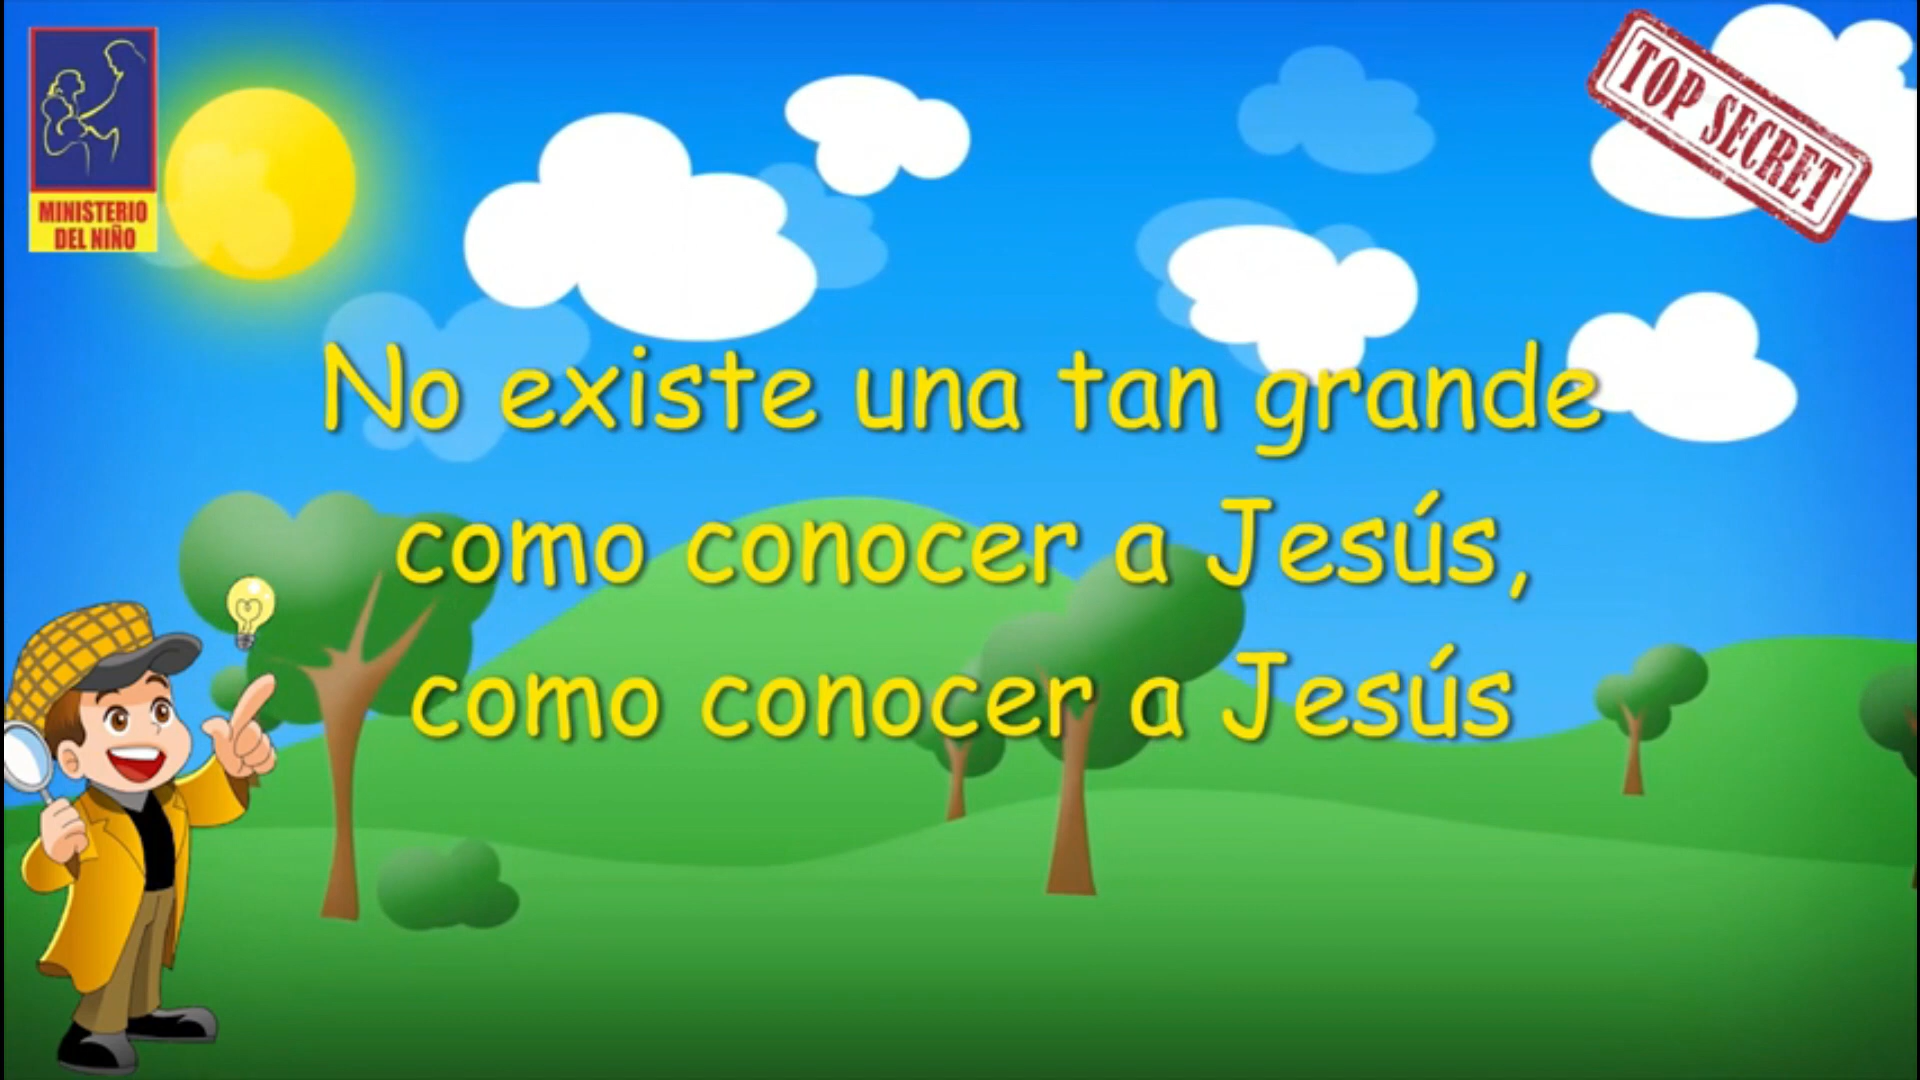 MINISTERIO
DEL NIÑO
TOP SECRET
No existe una tan grande
como conocer a Jesús,
como conocer a Jesús